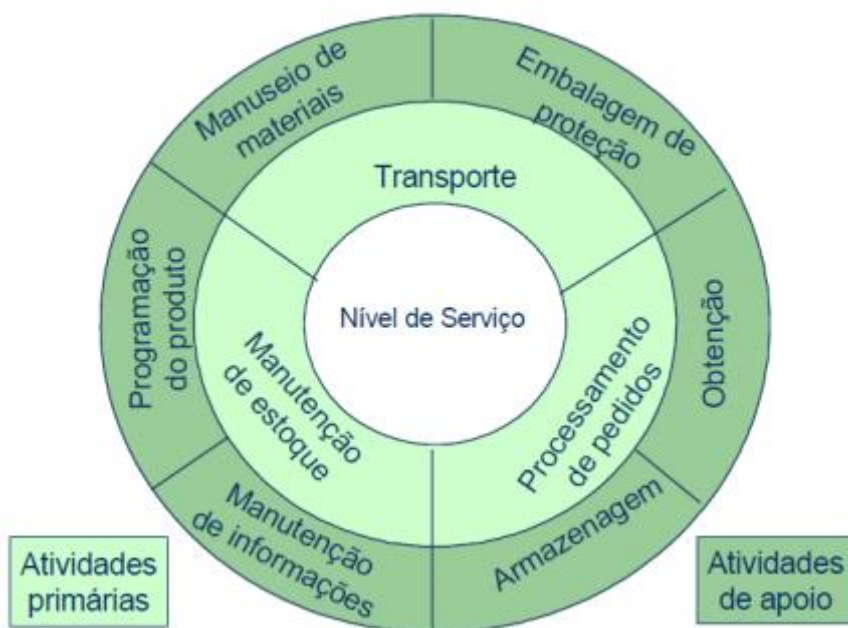 Manuseio de
materiais
Embalagem de
proteção
Transporte
Programação
do produto
Nível de Serviço
Obtenção
Manutenção
de estoque
Processamento
de pedidos
Manutenção
de informações
Armazenagem
Atividades
primárias
Atividades
de apoio